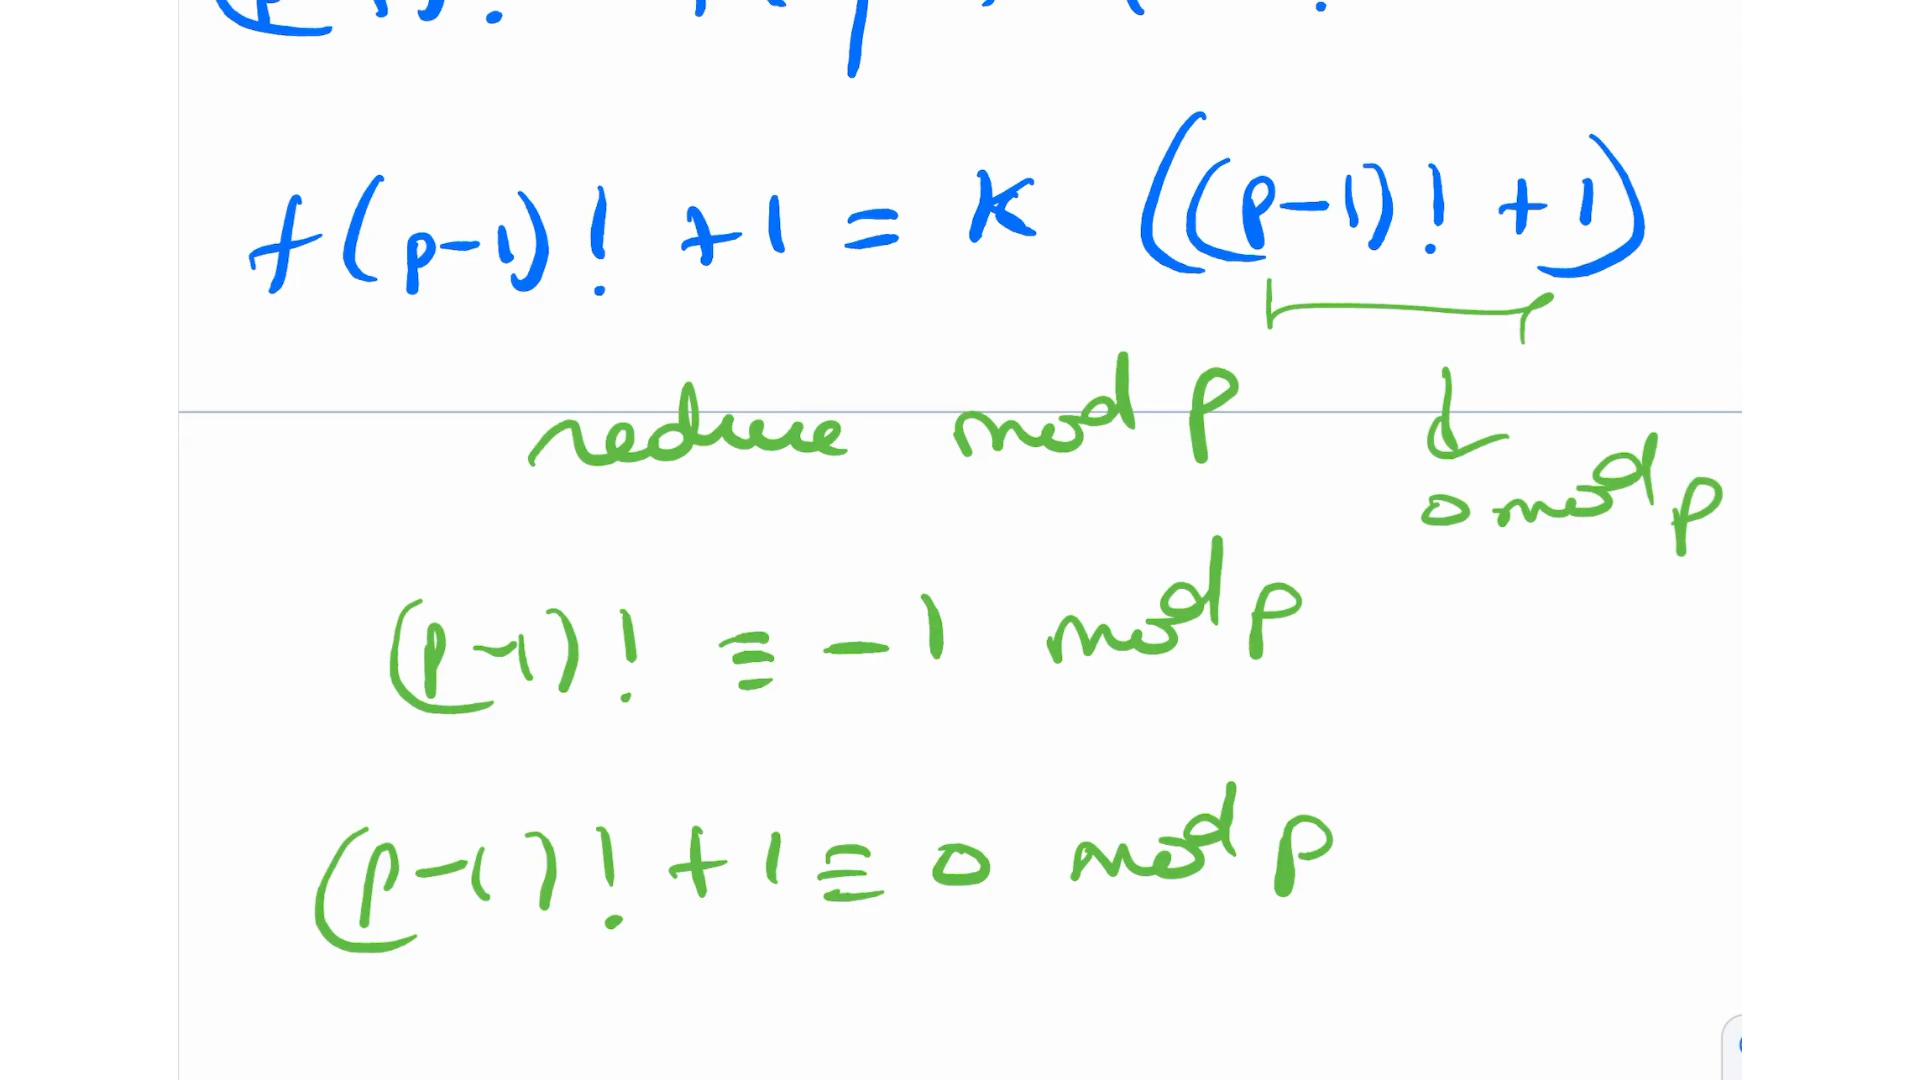 +(p-1)! + 1 = K ((p-1)! + 1)
reduce mod p
0 mod p
(p-1)! ≡ -1 mod p
(p-1)! + 1 ≡ 0 mod p